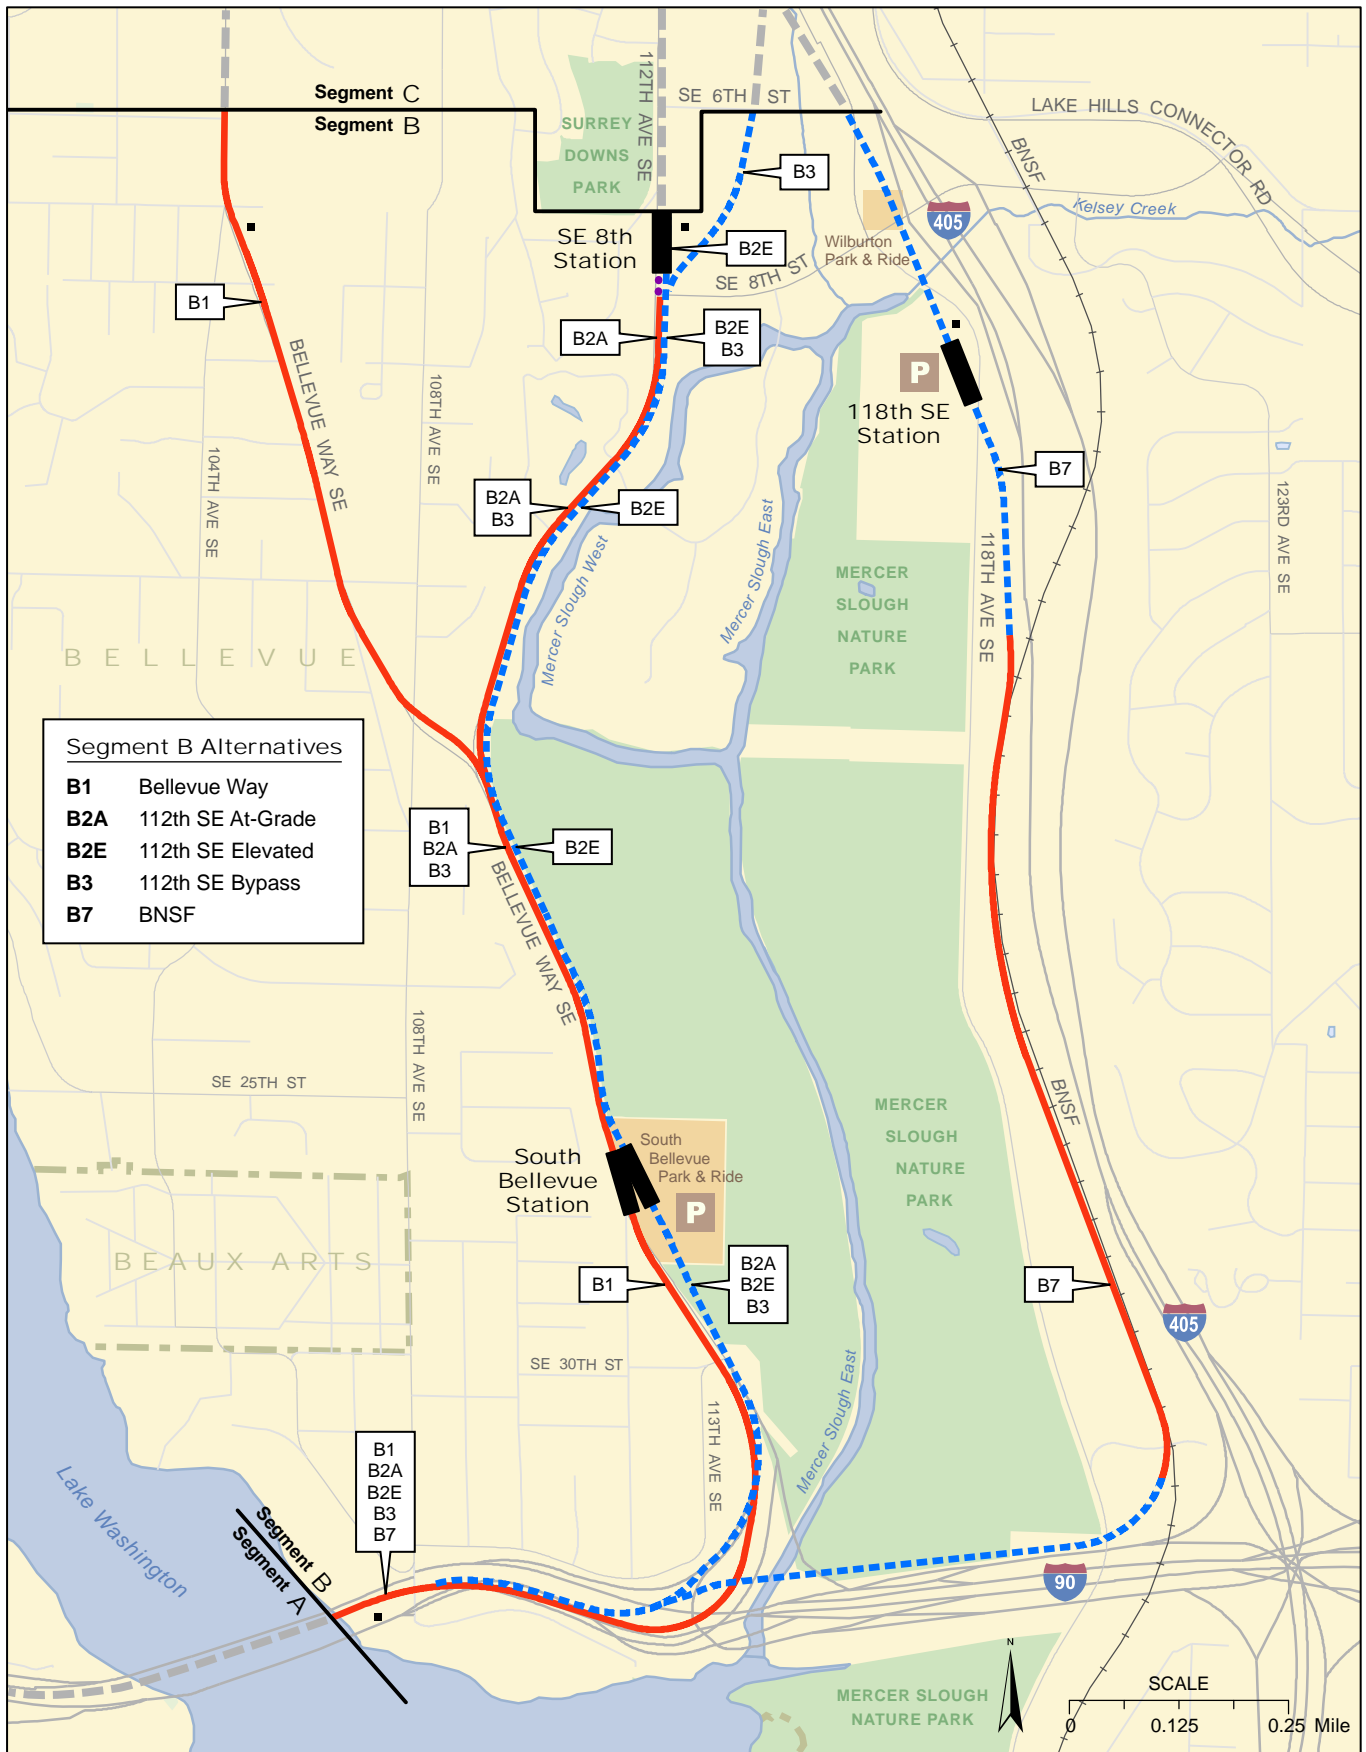 Segment C
Segment B
112TH AVE SE
SE 6TH ST
LAKE HILLS CONNECTOR RD
BNSF
SURREY
DOWNS
PARK
B3
Kelsey Creek
405
SE 8th
Station
B2E
Wilburton
Park & Ride
SE 8TH ST
B1
B2A
B2E
B3
BELLEVUE WAY SE
108TH AVE SE
P
118th SE
Station
104TH AVE SE
B7
123RD AVE SE
B2A
B3
B2E
Mercer Slough West
Mercer Slough East
118TH AVE SE
MERCER
SLOUGH
NATURE
PARK
BELLEVUE
Segment B Alternatives
B1 Bellevue Way
B2A 112th SE At-Grade
B2E 112th SE Elevated
B3 112th SE Bypass
B7 BNSF
B1
B2A
B3
B2E
BELLEVUE WAY SE
108TH AVE SE
SE 25TH ST
BNSF
MERCER
SLOUGH
NATURE
PARK
South
Bellevue
Station
South
Bellevue
Park & Ride
P
BEAUX ARTS
B1
B2A
B2E
B3
B7
405
SE 30TH ST
113TH AVE SE
Mercer Slough East
B1
B2A
B2E
B3
B7
Lake Washington
Segment B
Segment A
90
N
MERCER SLOUGH
NATURE PARK
SCALE
0 0.125 0.25 Mile